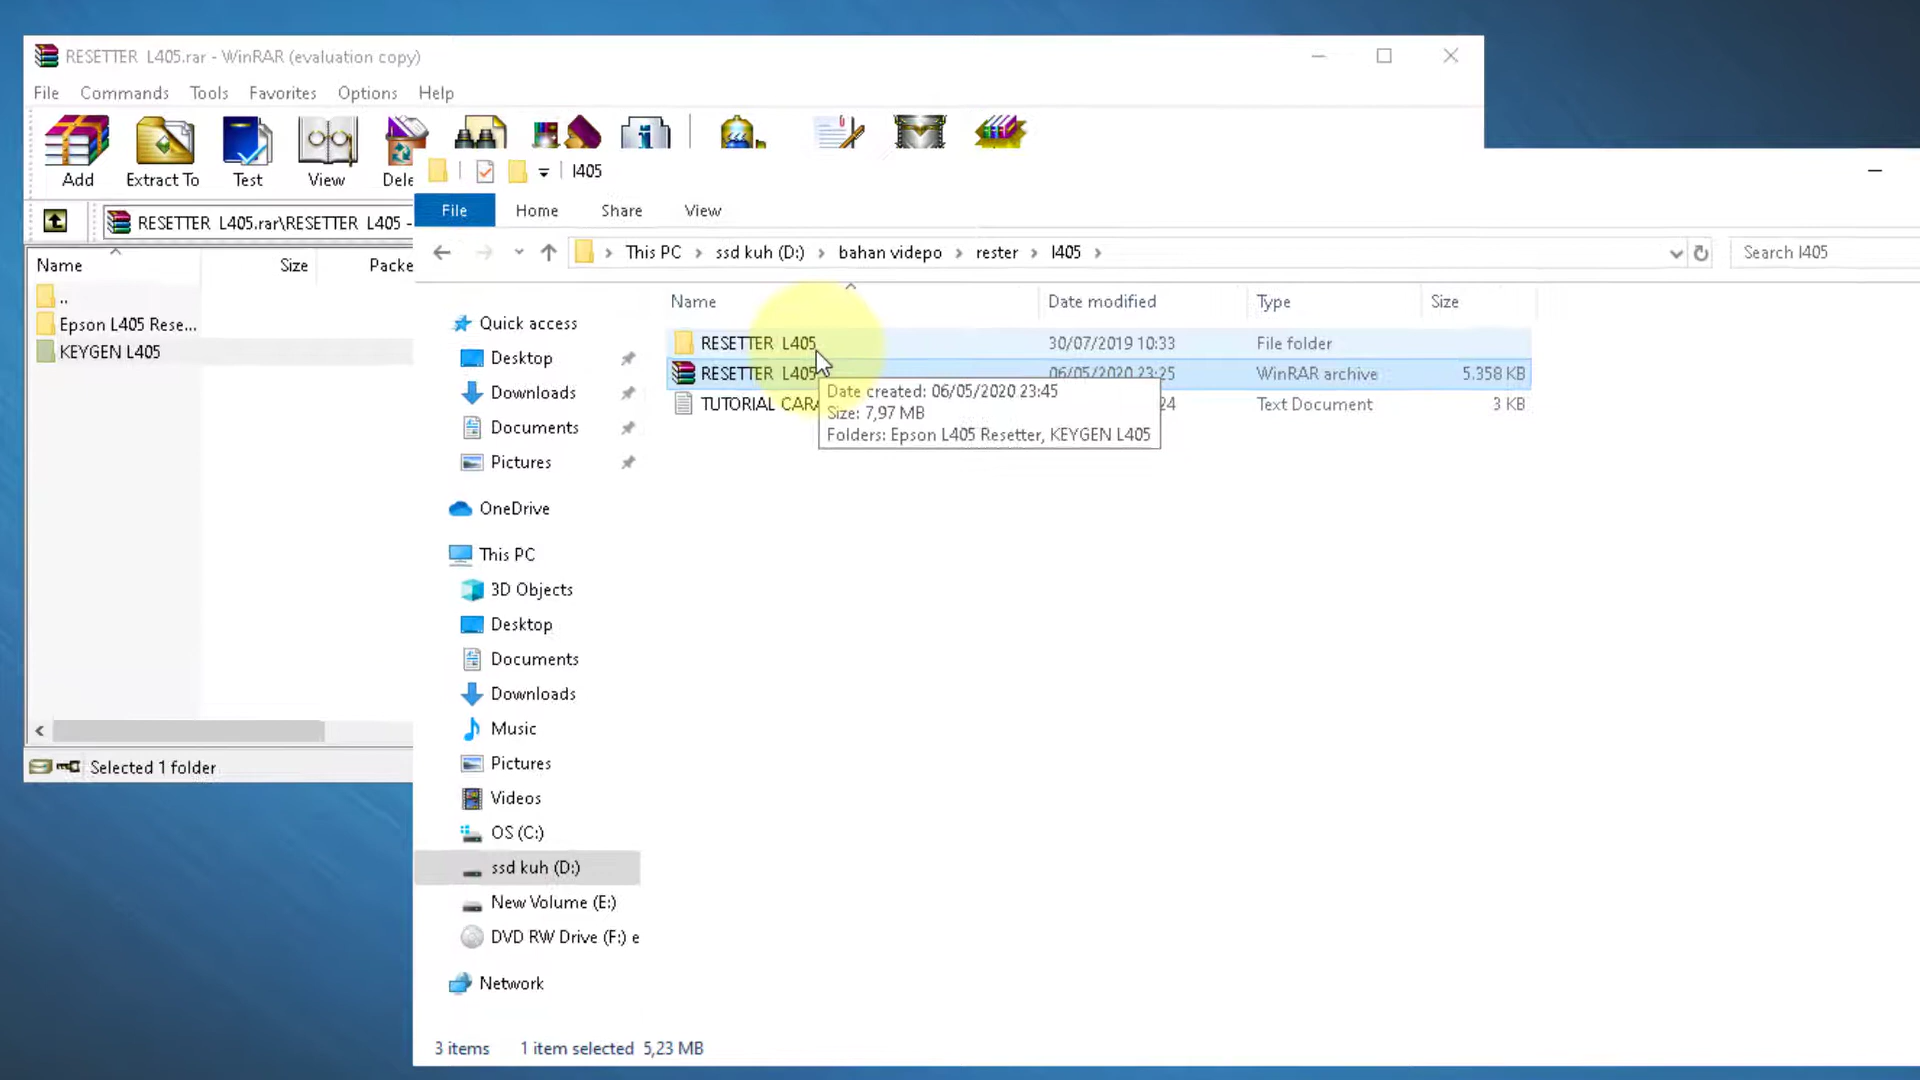 RESETTER L405.rar - WinRAR (evaluation copy)
File Commands Tools Favorites Options Help
Add Extract To Test View Dele
RESETTER L405.rar\RESETTER L405 -
Name Size Packe
..
Epson L405 Rese...
KEYGEN L405
Selected 1 folder
l405
File Home Share View
This PC › ssd kuh (D:) › bahan videpo › rester › l405 ›
Search l405
Name Date modified Type Size
RESETTER L405 30/07/2019 10:33 File folder
RESETTER L405 06/05/2020 23:25 WinRAR archive 5.358 KB
TUTORIAL CARA 24 Text Document 3 KB
Date created: 06/05/2020 23:45
Size: 7,97 MB
Folders: Epson L405 Resetter, KEYGEN L405
Quick access
Desktop
Downloads
Documents
Pictures
OneDrive
This PC
3D Objects
Desktop
Documents
Downloads
Music
Pictures
Videos
OS (C:)
ssd kuh (D:)
New Volume (E:)
DVD RW Drive (F:) e
Network
3 items 1 item selected 5,23 MB